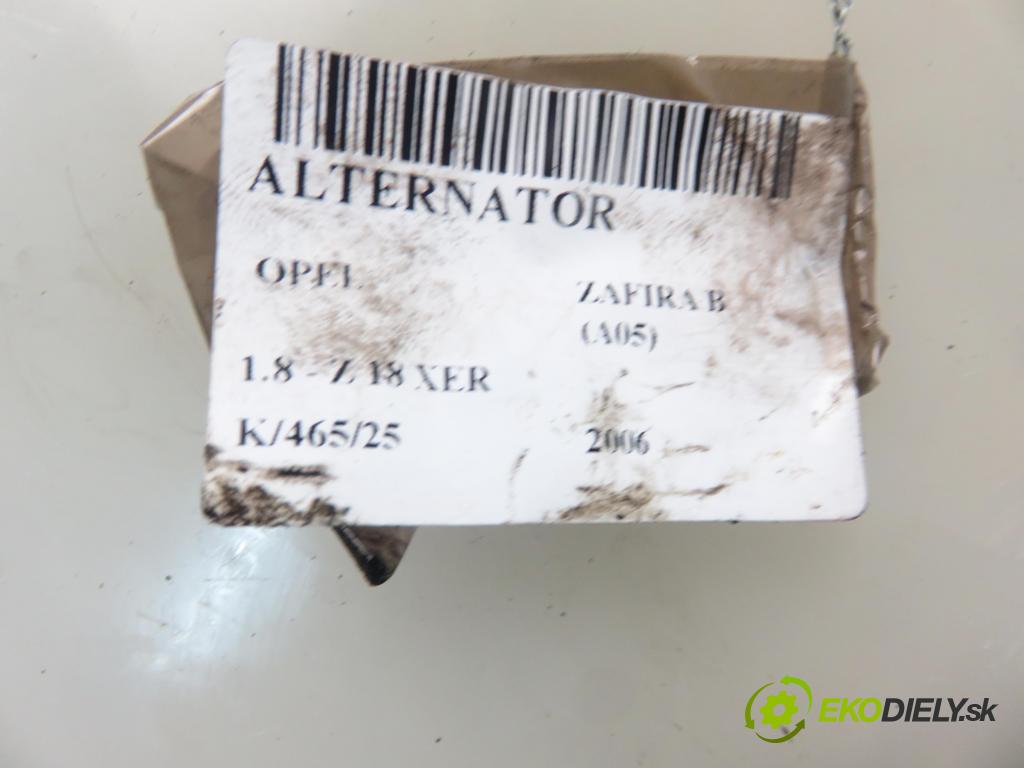 ALTERNATOR
OPEL
ZAFIRA B
(A05)
1.8 - Z 18 XER
K/465/25
2006
EKODIELY.sk